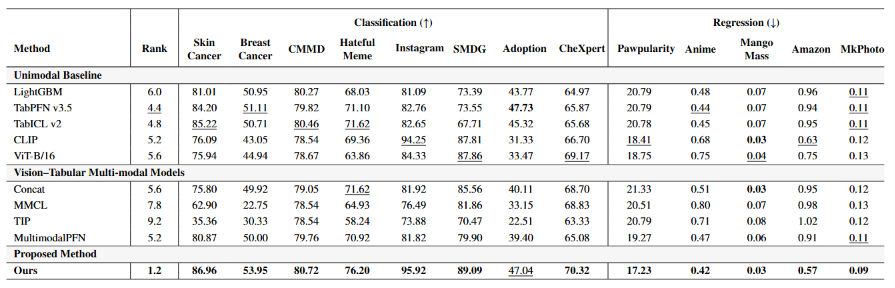 Classification (↑) Regression (↓)
Method Rank Skin Cancer Breast Cancer CMMD Hateful Meme Instagram SMDG Adoption CheXpert Pawpularity Anime Mango Mass Amazon MkPhoto
Unimodal Baseline
LightGBM 6.0 81.01 50.95 80.27 68.03 81.09 73.39 43.77 64.97 20.79 0.48 0.07 0.96 0.11
TabPFN v3.5 4.4 84.20 51.11 79.82 71.10 82.76 73.55 47.73 65.87 20.79 0.44 0.07 0.94 0.11
TabICL v2 4.8 85.22 50.71 80.46 71.62 82.65 67.71 45.32 65.68 20.78 0.45 0.07 0.95 0.11
CLIP 5.2 76.09 43.05 78.54 69.36 94.25 87.81 31.33 66.70 18.41 0.68 0.03 0.63 0.12
ViT-B/16 5.6 75.94 44.94 78.67 63.86 84.33 87.86 33.47 69.17 18.75 0.75 0.04 0.75 0.13
Vision–Tabular Multi-modal Models
Concat 5.6 75.80 49.92 79.05 71.62 81.92 85.56 40.11 68.70 21.33 0.51 0.03 0.95 0.12
MMCL 7.8 62.90 22.75 78.54 64.93 76.49 81.86 33.15 68.83 20.51 0.80 0.07 0.98 0.13
TIP 9.2 35.36 30.33 78.54 58.24 73.88 70.47 22.51 63.33 20.79 0.71 0.08 1.02 0.12
MultimodalPFN 5.2 80.87 50.00 79.76 70.92 81.82 79.90 39.40 65.08 19.27 0.47 0.06 0.91 0.11
Proposed Method
Ours 1.2 86.96 53.95 80.72 76.20 95.92 89.09 47.04 70.32 17.23 0.42 0.03 0.57 0.09